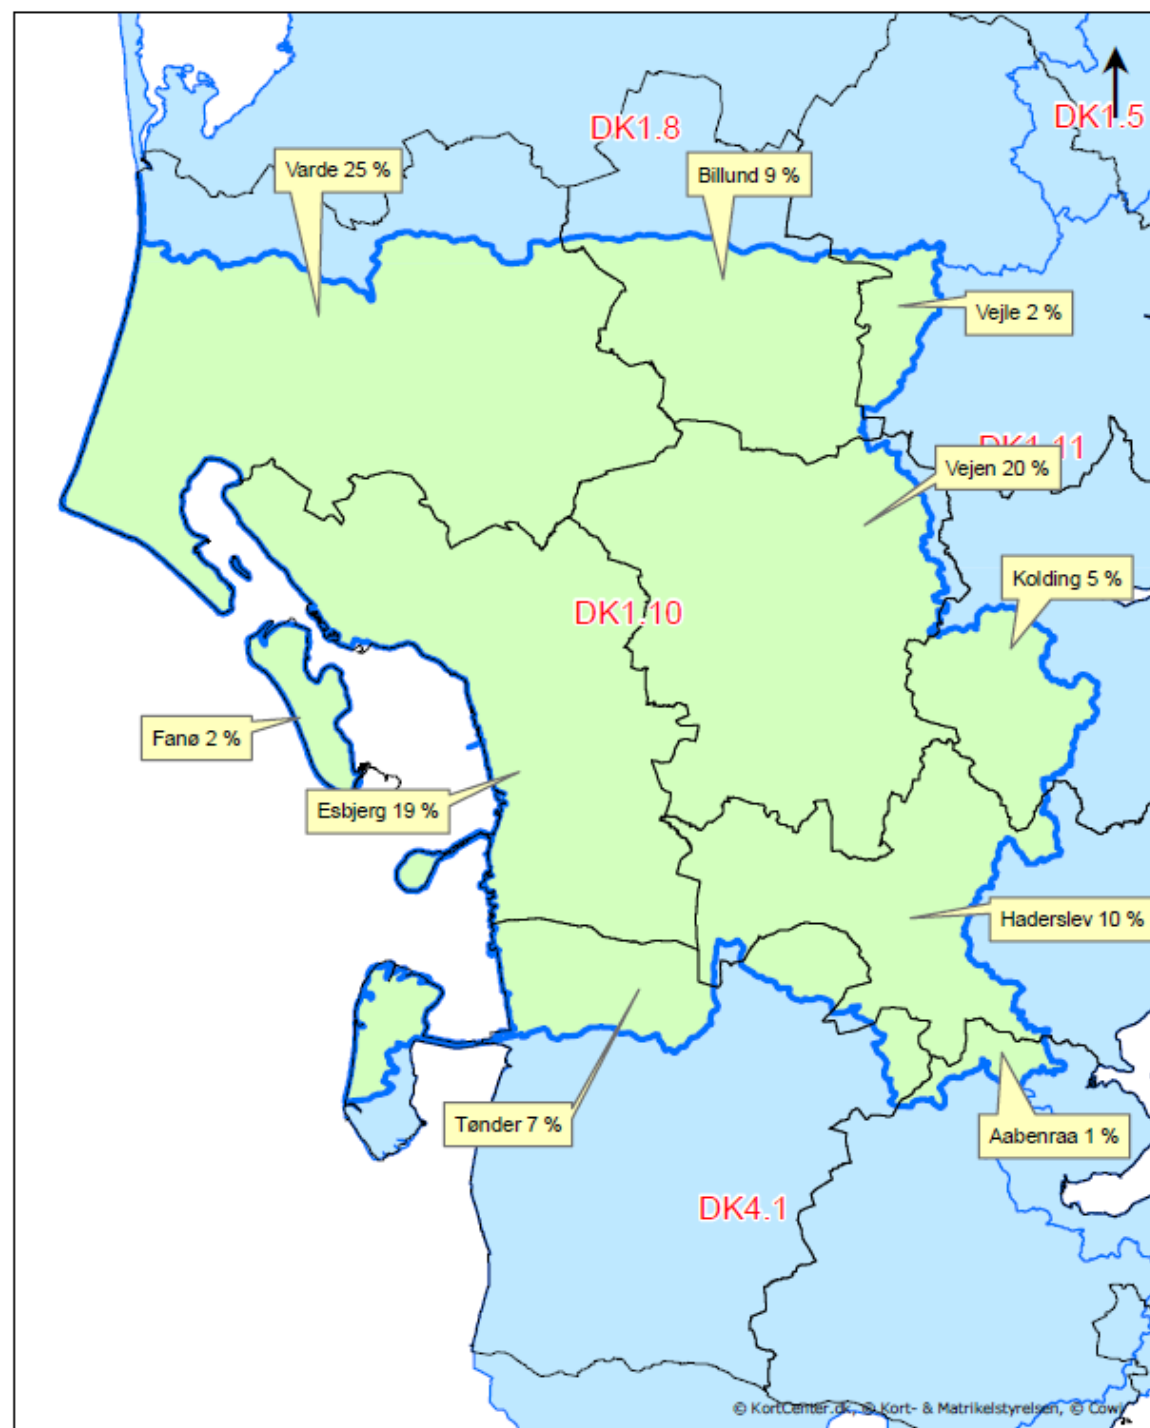 DK1.8
DK1.5
Varde 25 %
Billund 9 %
Vejle 2 %
DK1.11
Vejen 20 %
Kolding 5 %
DK1.10
Fanø 2 %
Esbjerg 19 %
Haderslev 10 %
Tønder 7 %
Aabenraa 1 %
DK4.1
© KortCenter.dk, © Kort- & Matrikelstyrelsen, © Cowi